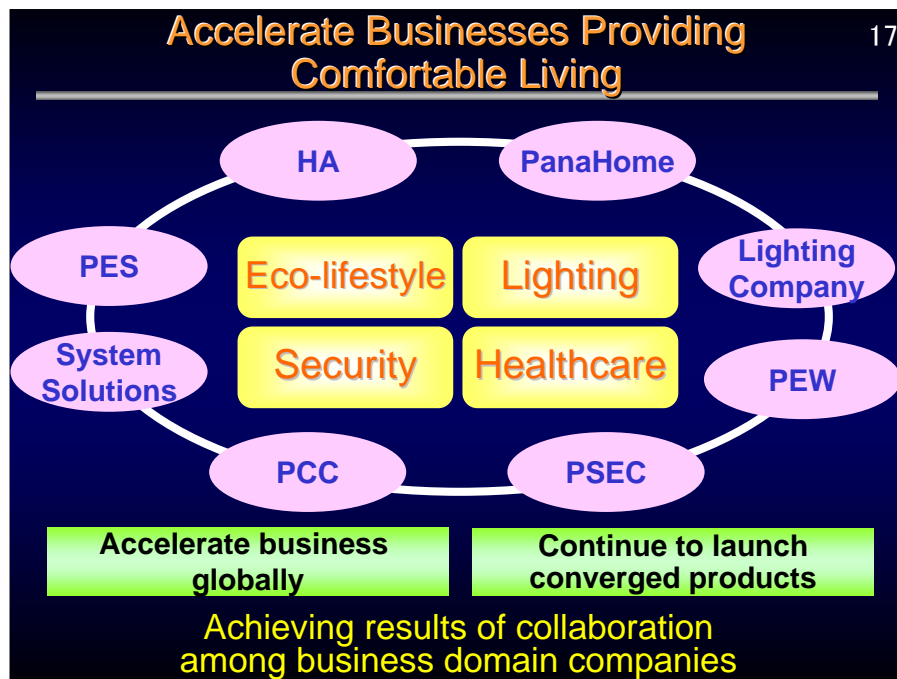 Accelerate Businesses Providing
Comfortable Living
17
HA
PanaHome
PES
Eco-lifestyle
Lighting
Lighting
Company
System
Solutions
Security
Healthcare
PEW
PCC
PSEC
Accelerate business
globally
Continue to launch
converged products
Achieving results of collaboration
among business domain companies